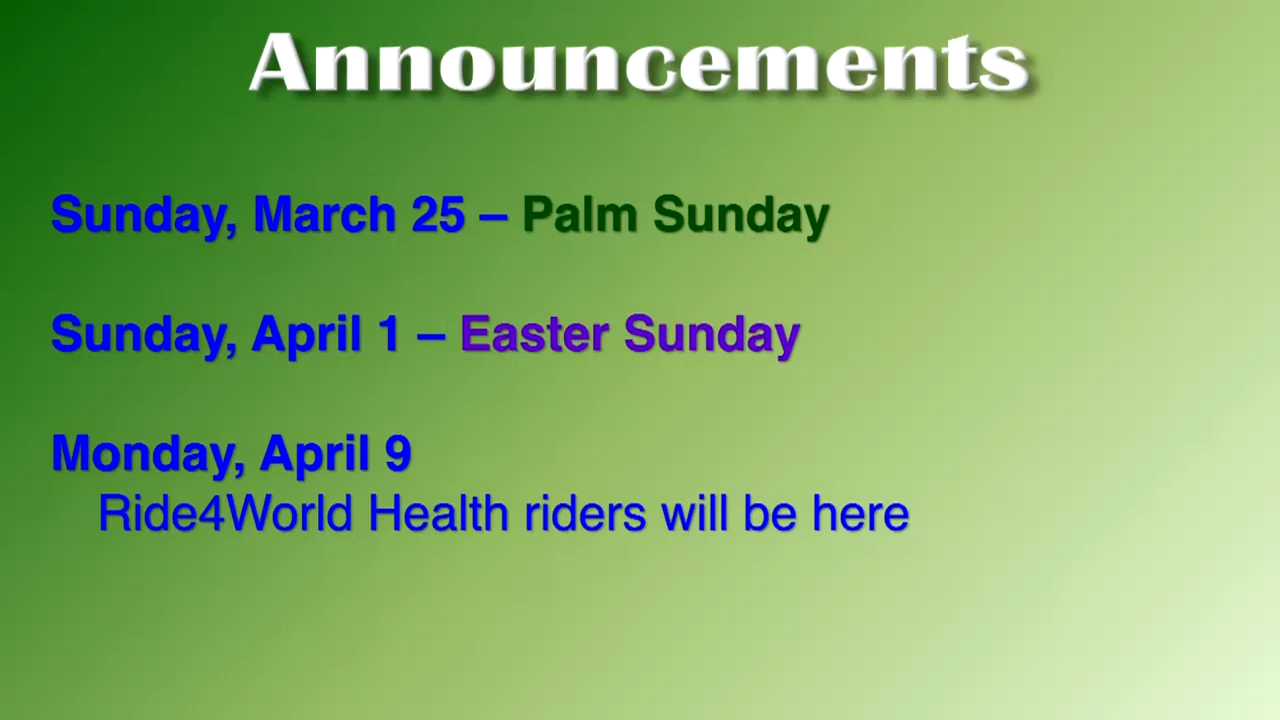 Announcements
Sunday, March 25 – Palm Sunday
Sunday, April 1 – Easter Sunday
Monday, April 9
Ride4World Health riders will be here